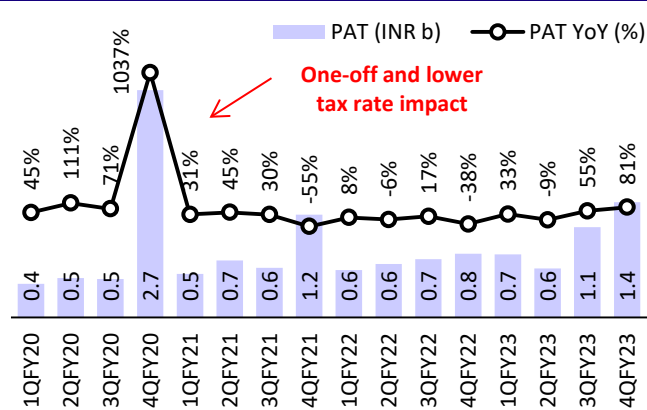 PAT (INR b) PAT YoY (%)
One-off and lower
tax rate impact
45% 111% 71% 1037% 31% 45% 30% -55% 8% -6% 17% -38% 33% -9% 55% 81%
0.4 0.5 0.5 2.7 0.5 0.7 0.6 1.2 0.6 0.6 0.7 0.8 0.7 0.6 1.1 1.4
1QFY20 2QFY20 3QFY20 4QFY20 1QFY21 2QFY21 3QFY21 4QFY21 1QFY22 2QFY22 3QFY22 4QFY22 1QFY23 2QFY23 3QFY23 4QFY23